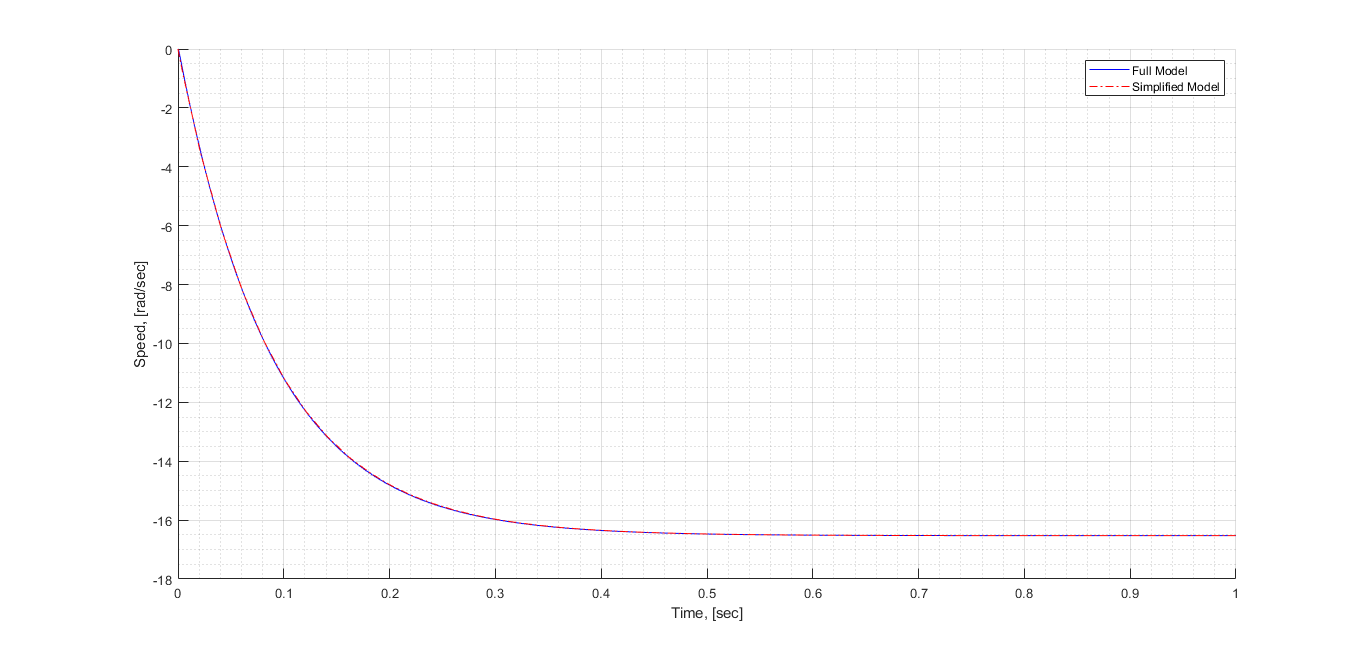 Full Model
Simplified Model
0
-2
-4
-6
-8
-10
-12
-14
-16
-18
Speed, [rad/sec]
0 0.1 0.2 0.3 0.4 0.5 0.6 0.7 0.8 0.9 1
Time, [sec]